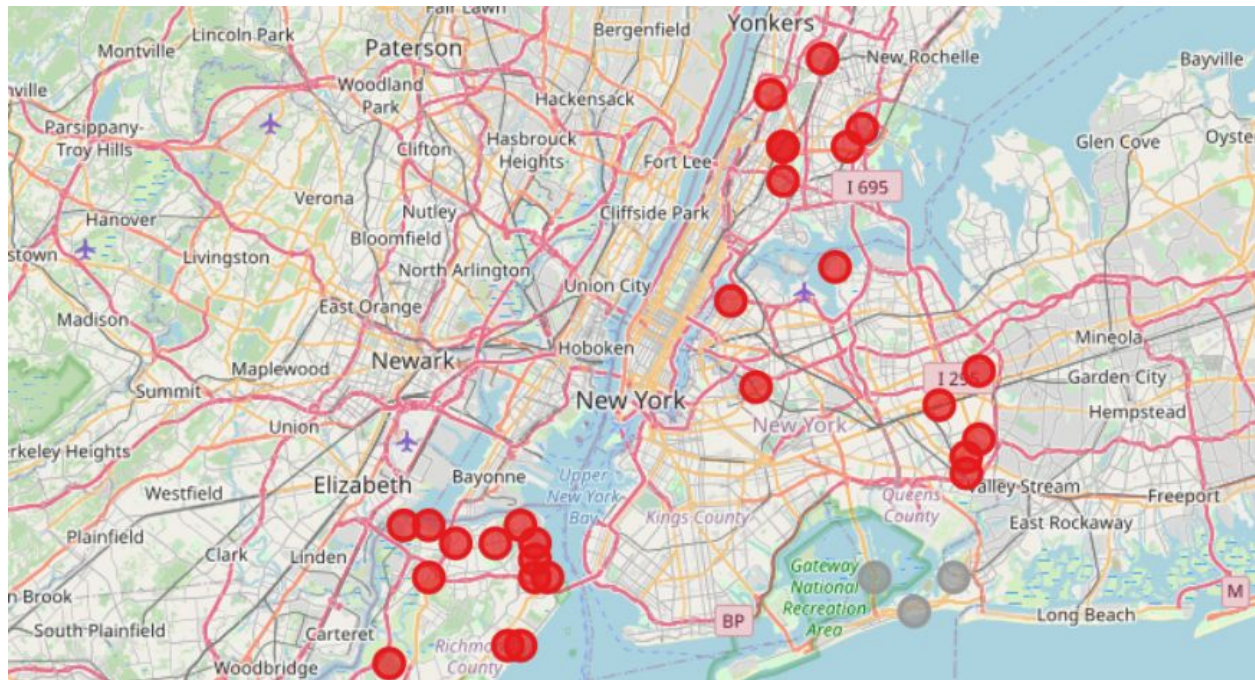 Fair Lawn
Lincoln Park
Yonkers
Bergenfield
Montville
Paterson
New Rochelle
Bayville
Woodland
Park
Hackensack
Parsippany-
Troy Hills
Clifton
Hasbrouck
Heights
Fort Lee
Glen Cove
I 695
Verona
Nutley
Cliffside Park
Hanover
Bloomfield
Livingston
North Arlington
Union City
East Orange
Madison
Hoboken
Mineola
Newark
Maplewood
Summit
New York
Garden City
Union
New York
Hempstead
Bayonne
Elizabeth
Upper
New York
Bay
Westfield
Queens
County
Freeport
Kings County
Plainfield
Linden
East Rockaway
Clark
Gateway
National
Recreation
Area
M
South Plainfield
Carteret
BP
Long Beach
Woodbridge
County